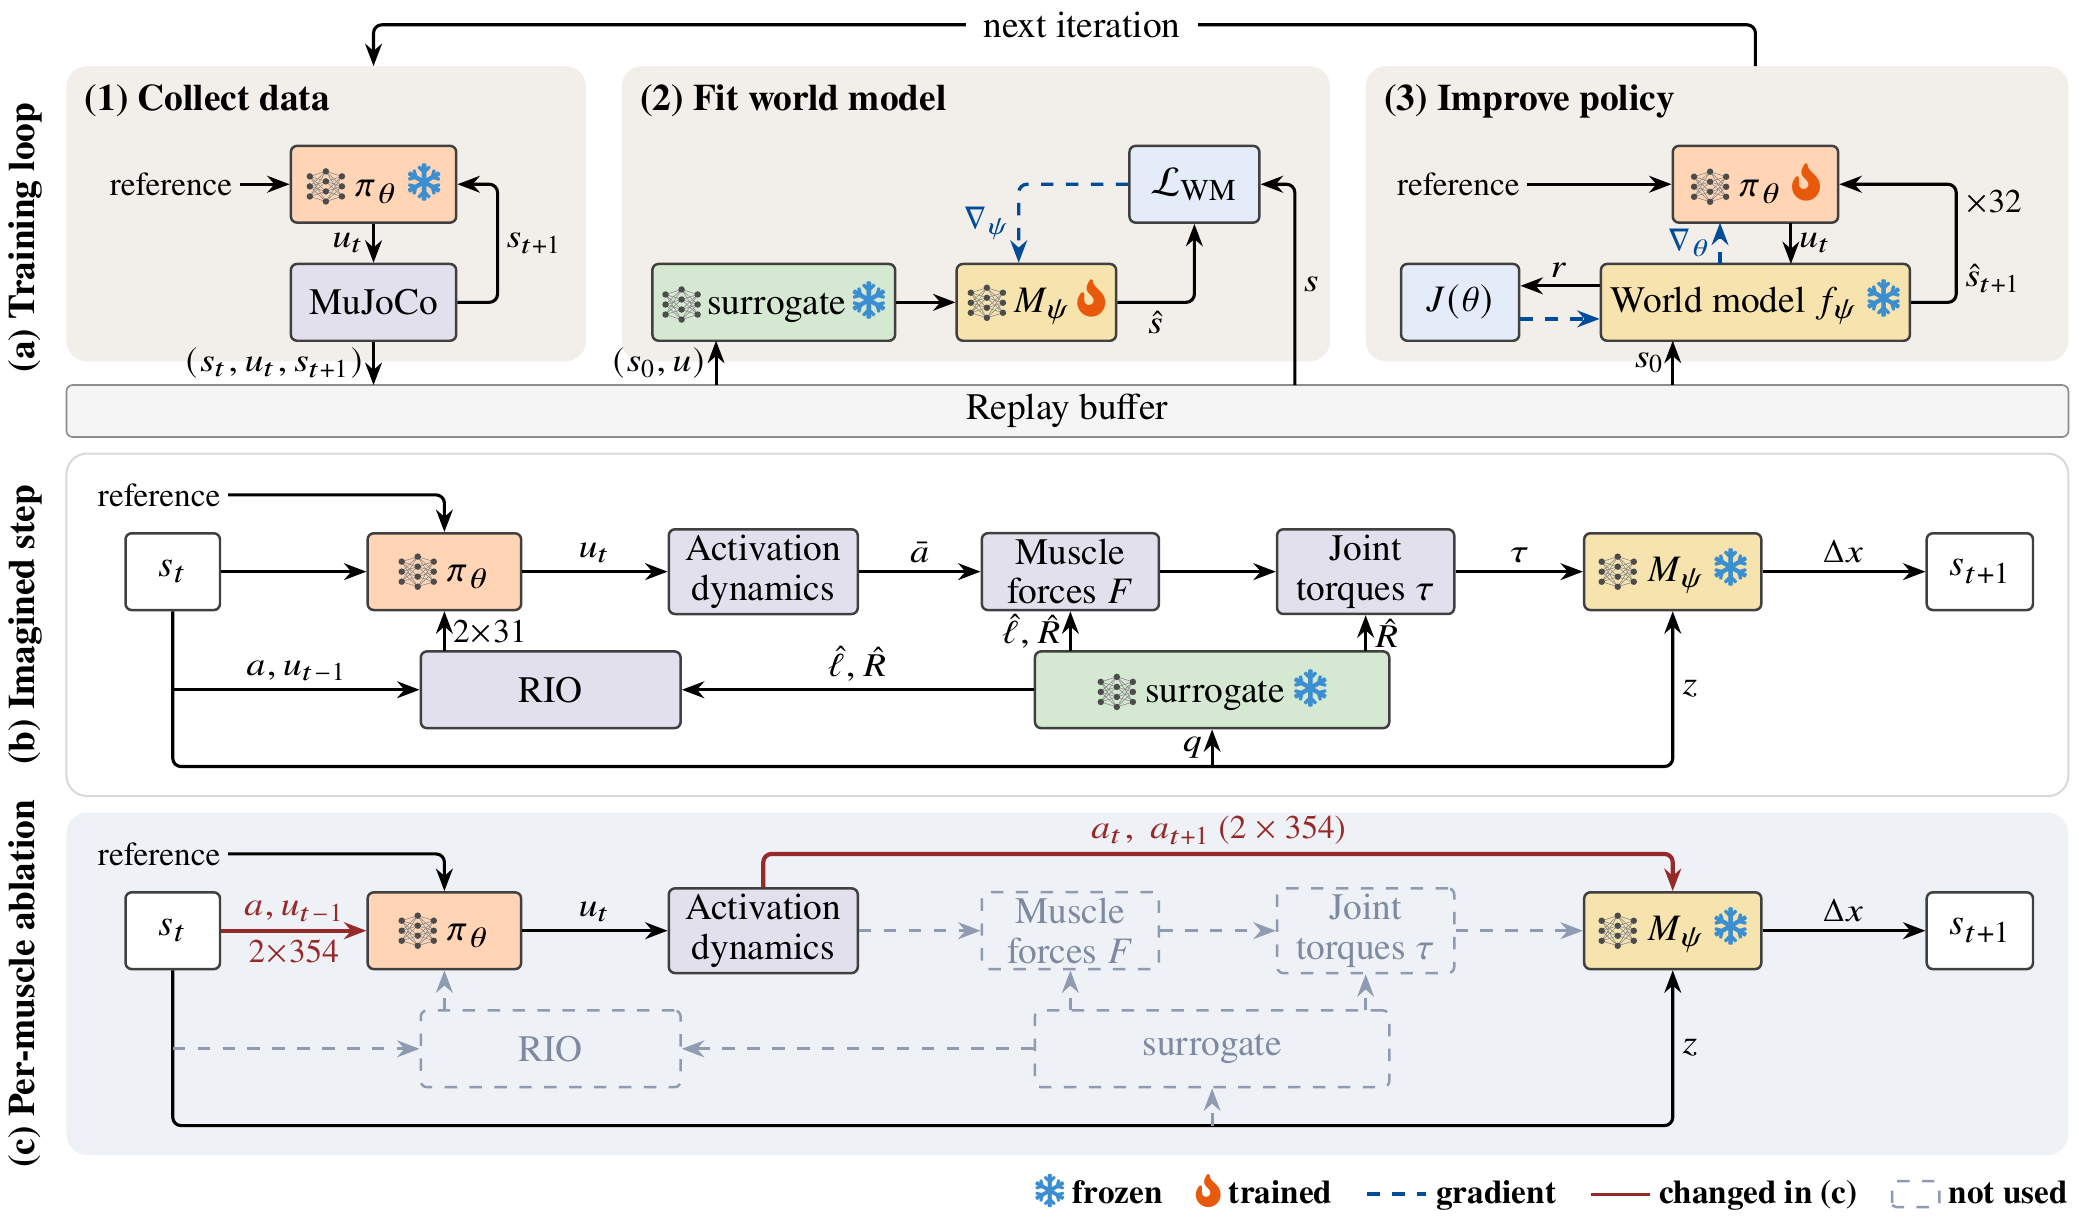 next iteration
(a) Training loop
(1) Collect data
reference
π_θ
u_t
s_{t+1}
MuJoCo
(s_t, u_t, s_{t+1})
(2) Fit world model
ℒ_WM
∇_ψ
surrogate
M_ψ
ŝ
s
(s_0, u)
(3) Improve policy
reference
π_θ
×32
∇_θ
u_t
J(θ)
r
World model f_ψ
ŝ_{t+1}
s_0
Replay buffer
(b) Imagined step
reference
s_t
π_θ
u_t
Activation
dynamics
ā
Muscle
forces F
Joint
torques τ
τ
M_ψ
Δx
s_{t+1}
2×31
ℓ̂, R̂
R̂
a, u_{t−1}
RIO
ℓ̂, R̂
surrogate
z
q
(c) Per-muscle ablation
a_t, a_{t+1} (2 × 354)
reference
s_t
a, u_{t−1}
2×354
π_θ
u_t
Activation
dynamics
Muscle
forces F
Joint
torques τ
M_ψ
Δx
s_{t+1}
RIO
surrogate
z
frozen
trained
gradient
changed in (c)
not used